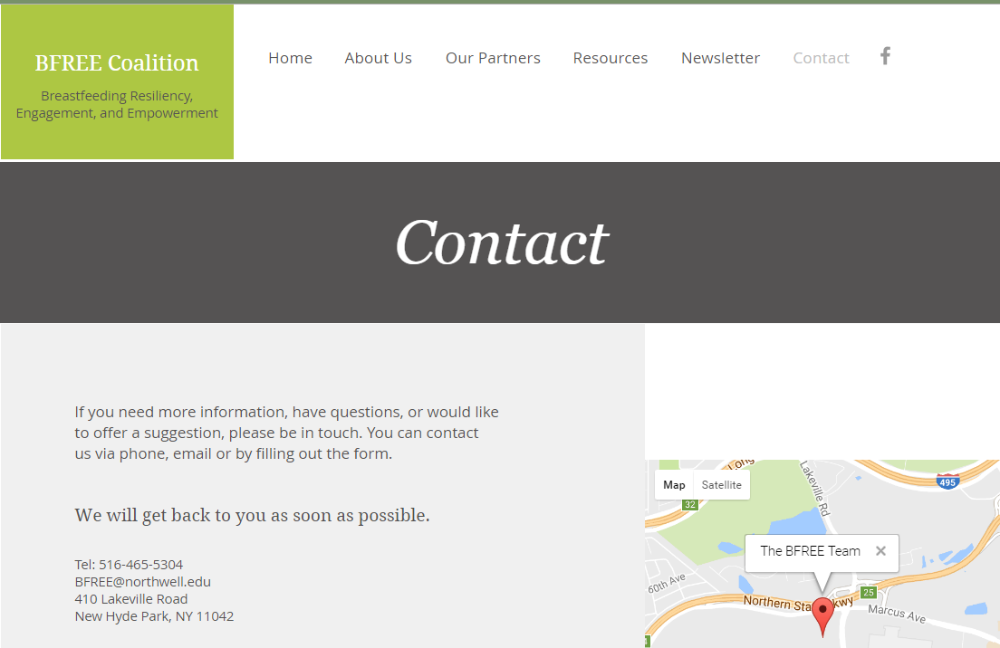 BFREE Coalition
Breastfeeding Resiliency,
Engagement, and Empowerment
Home About Us Our Partners Resources Newsletter Contact
Contact
If you need more information, have questions, or would like
to offer a suggestion, please be in touch. You can contact
us via phone, email or by filling out the form.
We will get back to you as soon as possible.
Tel: 516-465-5304
BFREE@northwell.edu
410 Lakeville Road
New Hyde Park, NY 11042
Long
Lakeville Rd
495
Map Satellite
32
The BFREE Team
60th Ave
25
Northern Sta kwy
Marcus Ave